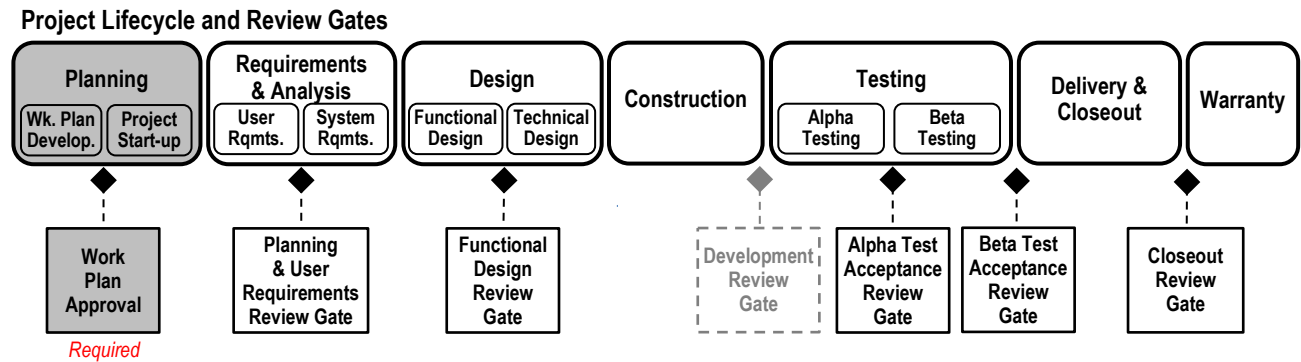 Project Lifecycle and Review Gates
Planning
Wk. Plan
Develop.
Project
Start-up
Requirements
& Analysis
User
Rqmts.
System
Rqmts.
Design
Functional
Design
Technical
Design
Construction
Testing
Alpha
Testing
Beta
Testing
Delivery &
Closeout
Warranty
Work
Plan
Approval
Required
Planning
& User
Requirements
Review Gate
Functional
Design
Review
Gate
Development
Review
Gate
Alpha Test
Acceptance
Review
Gate
Beta Test
Acceptance
Review
Gate
Closeout
Review
Gate